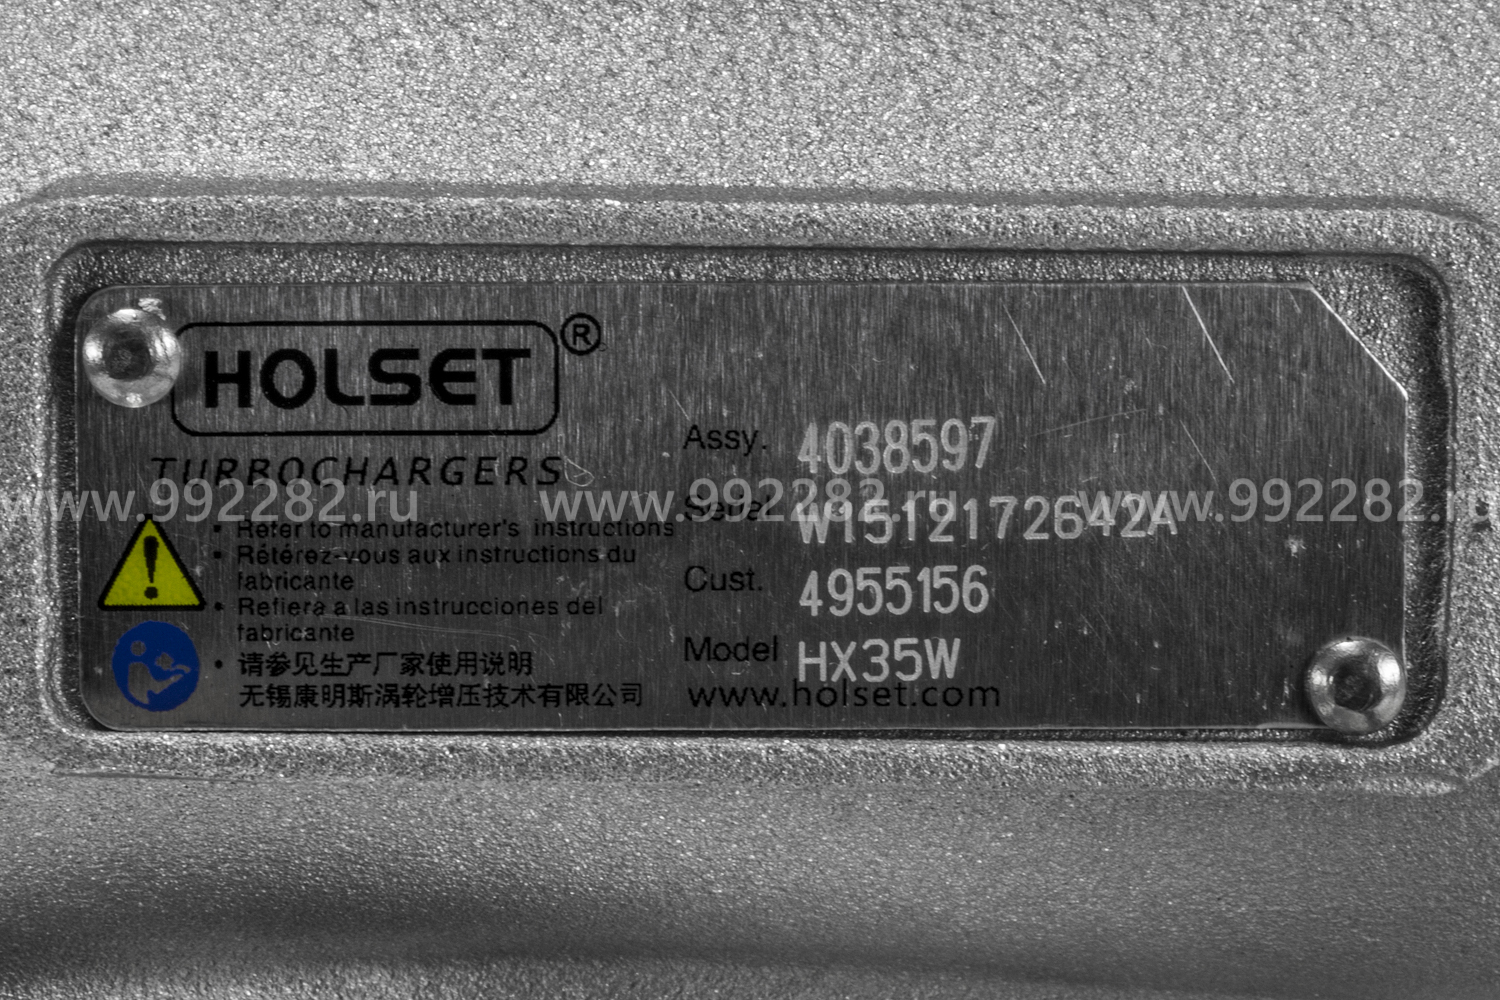 HOLSET®
TURBOCHARGERS
• Refer to manufacturer's instructions
• Rétérez-vous aux instructions du
fabricante
• Refiera a las instrucciones del
fabricante
• 请参见生产厂家使用说明
无锡康明斯涡轮增压技术有限公司
Assy. 4038597
Serial W1512172642A
Cust. 4955156
Model HX35W
www.holset.com
www.992282.ru www.992282.ru www.992282.ru